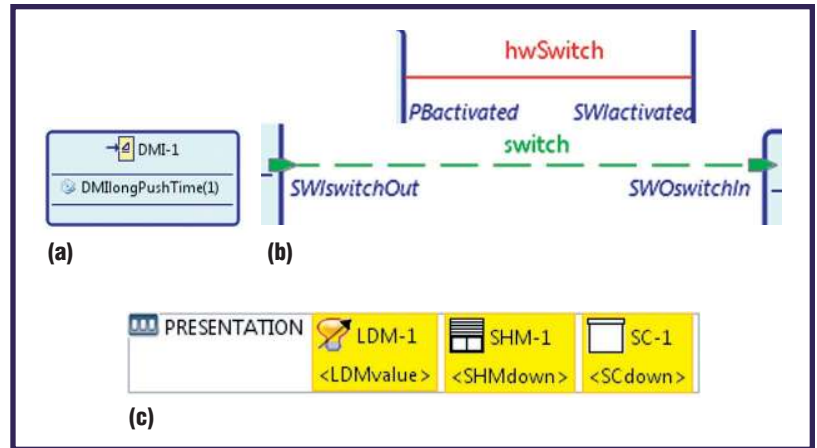 hwSwitch
PBactivated SWIactivated
DMI-1
switch
DMIlongPushTime(1)
SWIswitchOut SWOswitchIn
(a) (b)
PRESENTATION LDM-1 SHM-1 SC-1
<LDMvalue> <SHMdown> <SCdown>
(c)